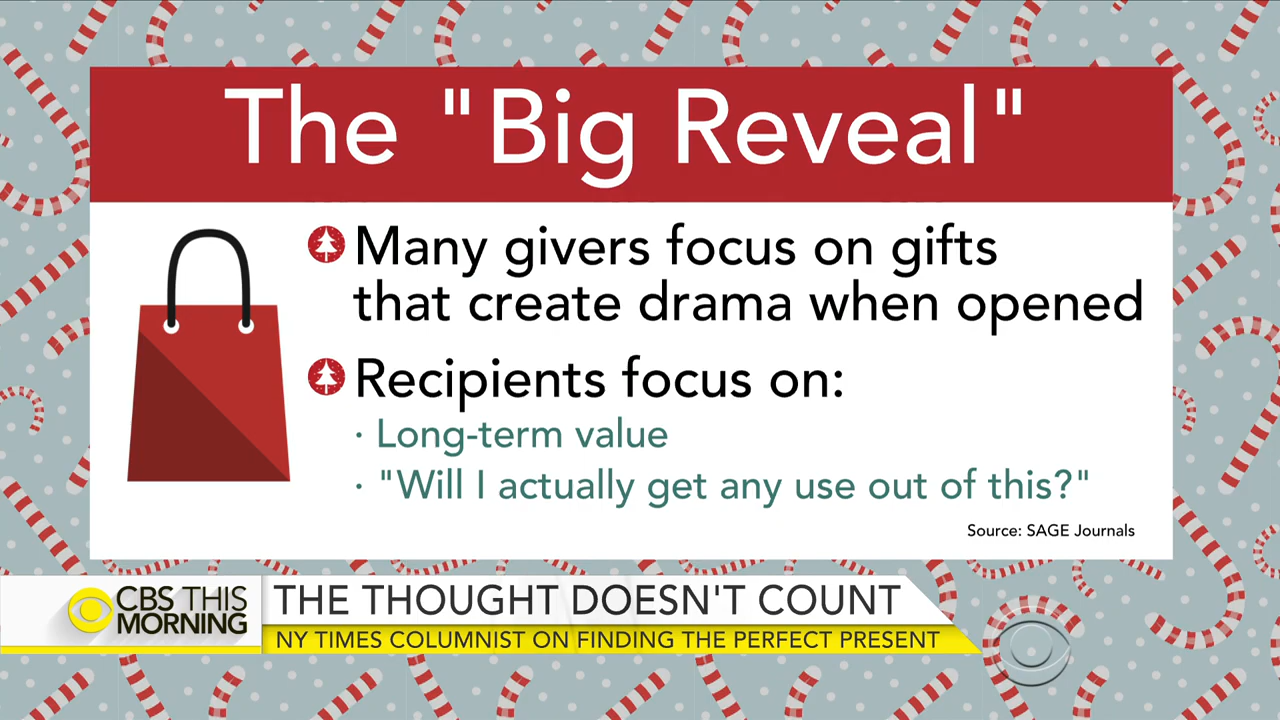 The "Big Reveal"
Many givers focus on gifts
that create drama when opened
Recipients focus on:
· Long-term value
· "Will I actually get any use out of this?"
Source: SAGE Journals
CBS THIS
MORNING
THE THOUGHT DOESN'T COUNT
NY TIMES COLUMNIST ON FINDING THE PERFECT PRESENT